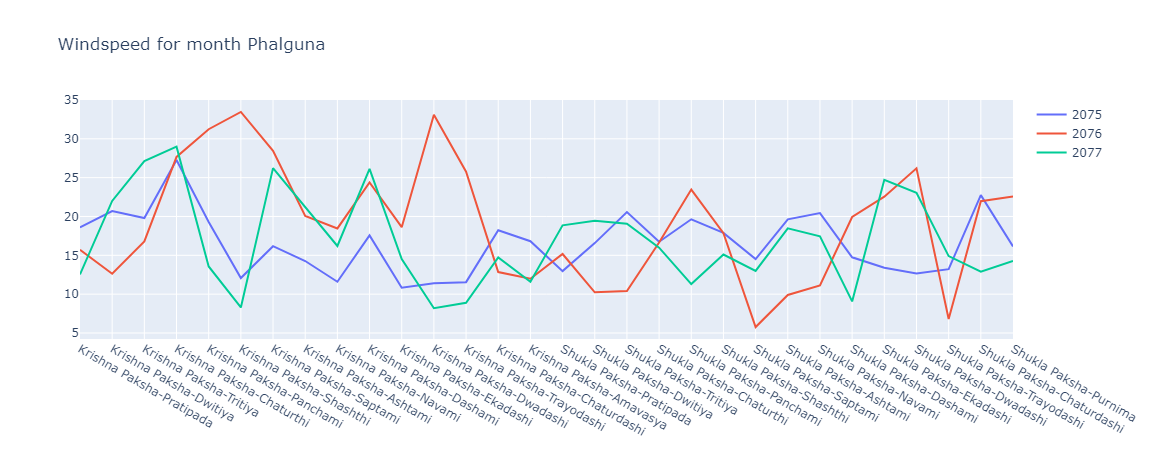 Windspeed for month Phalguna
35
30
25
20
15
10
5
2075
2076
2077
Krishna Paksha-Pratipada
Krishna Paksha-Dwitiya
Krishna Paksha-Tritiya
Krishna Paksha-Chaturthi
Krishna Paksha-Panchami
Krishna Paksha-Shashthi
Krishna Paksha-Saptami
Krishna Paksha-Ashtami
Krishna Paksha-Navami
Krishna Paksha-Dashami
Krishna Paksha-Ekadashi
Krishna Paksha-Dwadashi
Krishna Paksha-Trayodashi
Krishna Paksha-Chaturdashi
Krishna Paksha-Amavasya
Shukla Paksha-Pratipada
Shukla Paksha-Dwitiya
Shukla Paksha-Tritiya
Shukla Paksha-Chaturthi
Shukla Paksha-Panchami
Shukla Paksha-Shashthi
Shukla Paksha-Saptami
Shukla Paksha-Ashtami
Shukla Paksha-Navami
Shukla Paksha-Dashami
Shukla Paksha-Ekadashi
Shukla Paksha-Dwadashi
Shukla Paksha-Trayodashi
Shukla Paksha-Chaturdashi
Shukla Paksha-Purnima